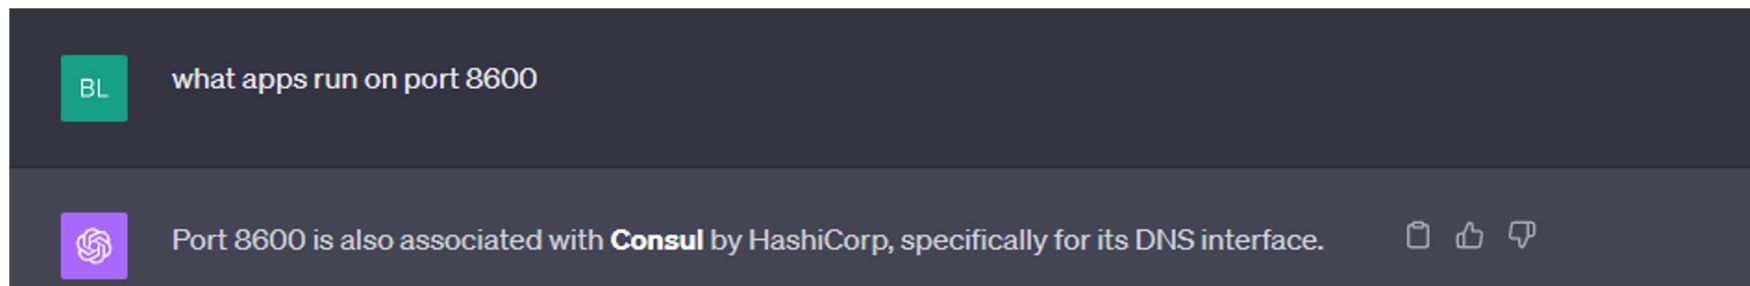 BL
what apps run on port 8600
Port 8600 is also associated with Consul by HashiCorp, specifically for its DNS interface.